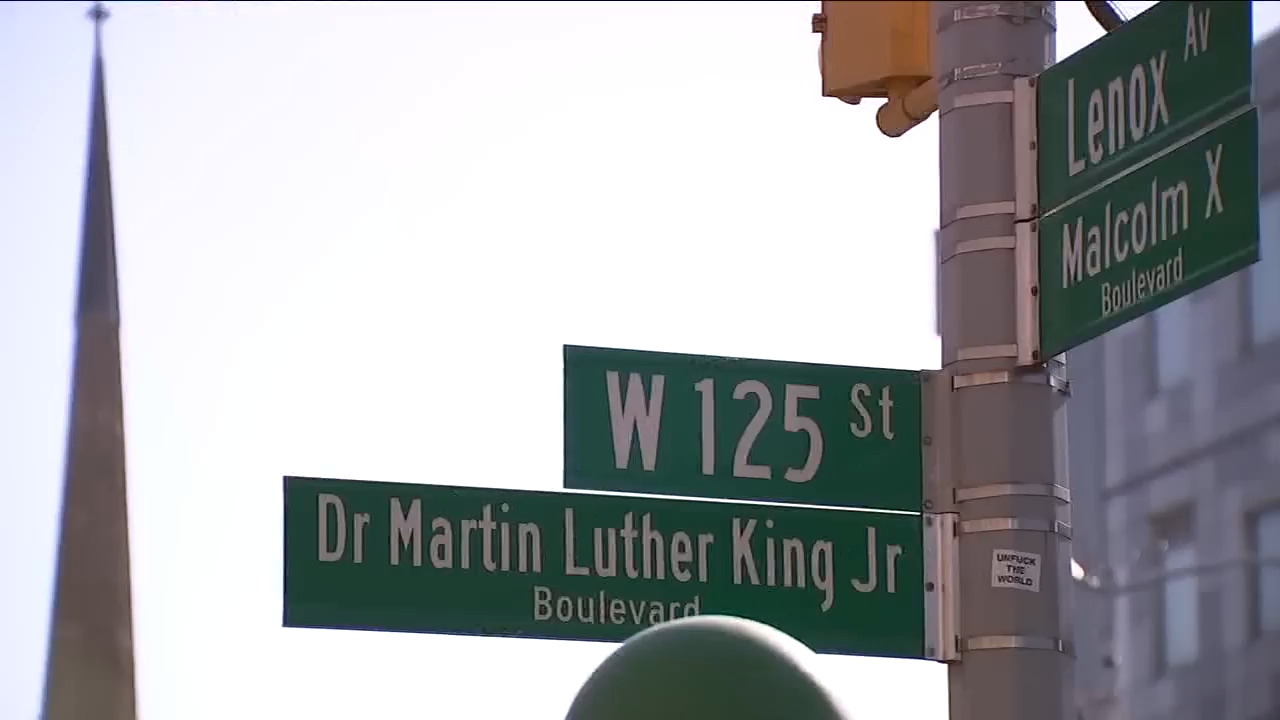 Lenox Av
Malcolm X
Boulevard
W 125 St
Dr Martin Luther King Jr
Boulevard
UNFUCK
THE
WORLD